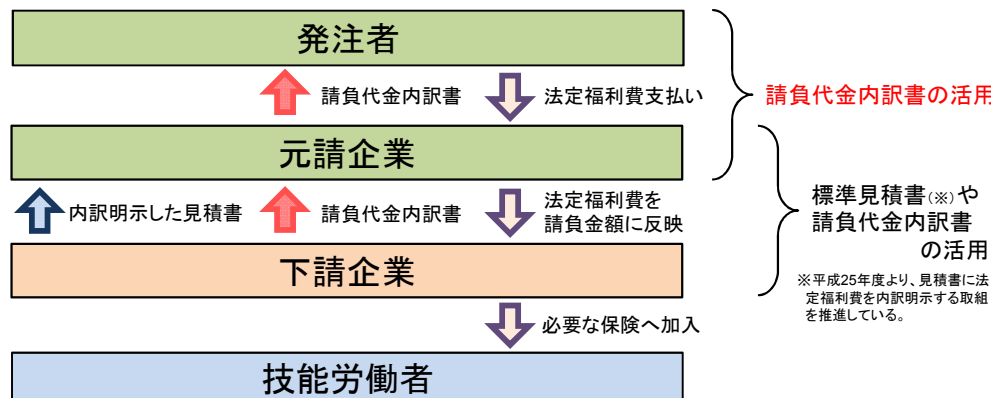 発注者
請負代金内訳書
法定福利費支払い
請負代金内訳書の活用
元請企業
内訳明示した見積書
請負代金内訳書
法定福利費を
請負金額に反映
標準見積書(※)や
請負代金内訳書
の活用
※平成25年度より、見積書に法
定福利費を内訳明示する取組
を推進している。
下請企業
必要な保険へ加入
技能労働者